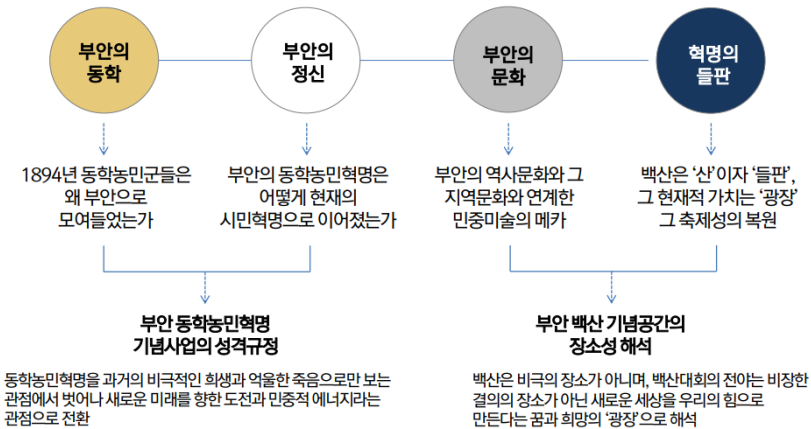 부안의
동학
부안의
정신
부안의
문화
혁명의
들판
1894년 동학농민군들은
왜 부안으로
모여들었는가
부안의 동학농민혁명은
어떻게 현재의
시민혁명으로 이어졌는가
부안의 역사문화와 그
지역문화와 연계한
민중미술의 메카
백산은 ‘산’이자 ‘들판’,
그 현재적 가치는 ‘광장’
그 축제성의 복원
부안 동학농민혁명
기념사업의 성격규정
동학농민혁명을 과거의 비극적인 희생과 억울한 죽음으로만 보는
관점에서 벗어나 새로운 미래를 향한 도전과 민중적 에너지라는
관점으로 전환
부안 백산 기념공간의
장소성 해석
백산은 비극의 장소가 아니며, 백산대회의 전야는 비장한
결의의 장소가 아닌 새로운 세상을 우리의 힘으로
만든다는 꿈과 희망의 ‘광장’으로 해석